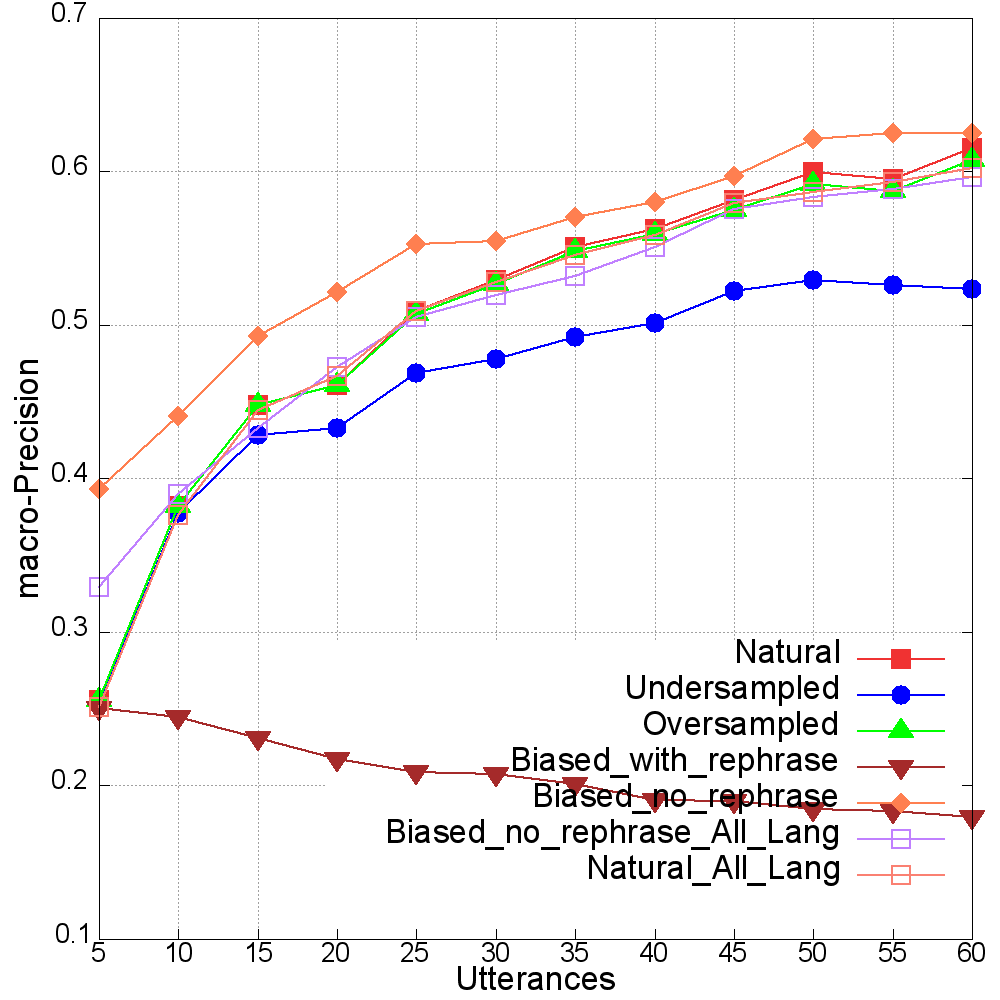 0.7
0.6
0.5
0.4
0.3
0.2
0.1
macro-Precision
Natural
Undersampled
Oversampled
Biased_with_rephrase
Biased_no_rephrase
Biased_no_rephrase_All_Lang
Natural_All_Lang
5 10 15 20 25 30 35 40 45 50 55 60
Utterances